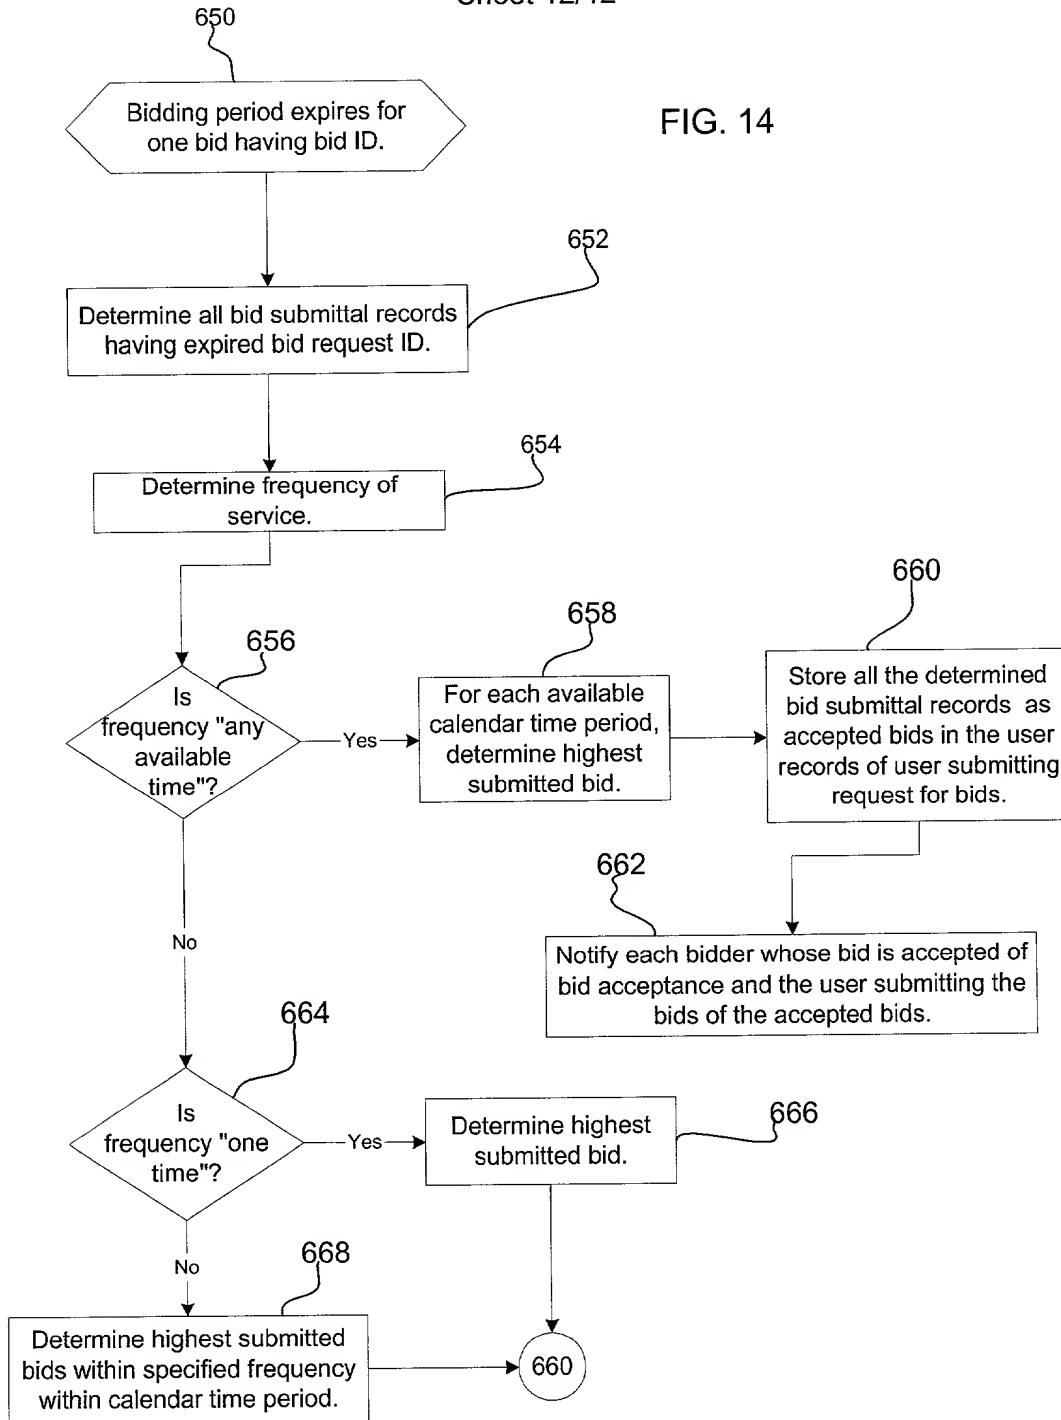 Sheet 12/12
650
Bidding period expires for
one bid having bid ID.
FIG. 14
652
Determine all bid submittal records
having expired bid request ID.
654
Determine frequency of
service.
656
Is
frequency "any
available
time"?
Yes
658
For each available
calendar time period,
determine highest
submitted bid.
660
Store all the determined
bid submittal records as
accepted bids in the user
records of user submitting
request for bids.
662
Notify each bidder whose bid is accepted of
bid acceptance and the user submitting the
bids of the accepted bids.
No
664
Is
frequency "one
time"?
Yes
Determine highest
submitted bid.
666
No
668
Determine highest submitted
bids within specified frequency
within calendar time period.
660